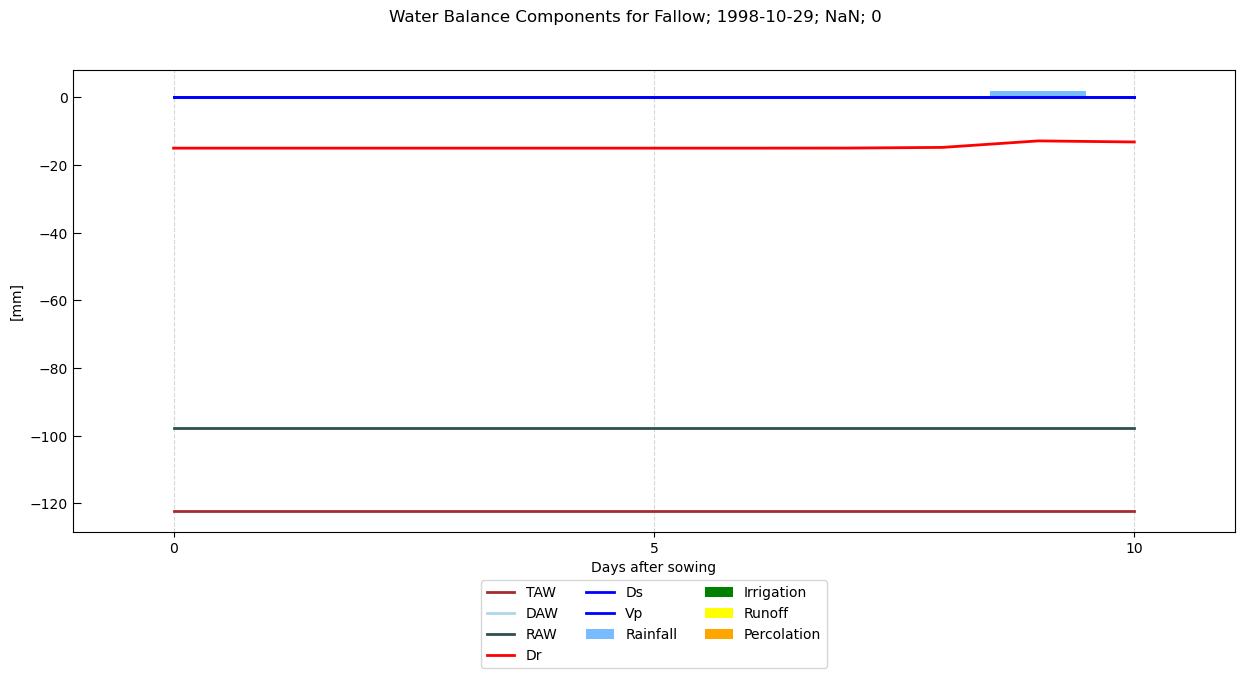 Water Balance Components for Fallow; 1998-10-29; NaN; 0
0
−20
−40
−60
−80
−100
−120
[mm]
0 5 10
Days after sowing
TAW Ds Irrigation
DAW Vp Runoff
RAW Rainfall Percolation
Dr